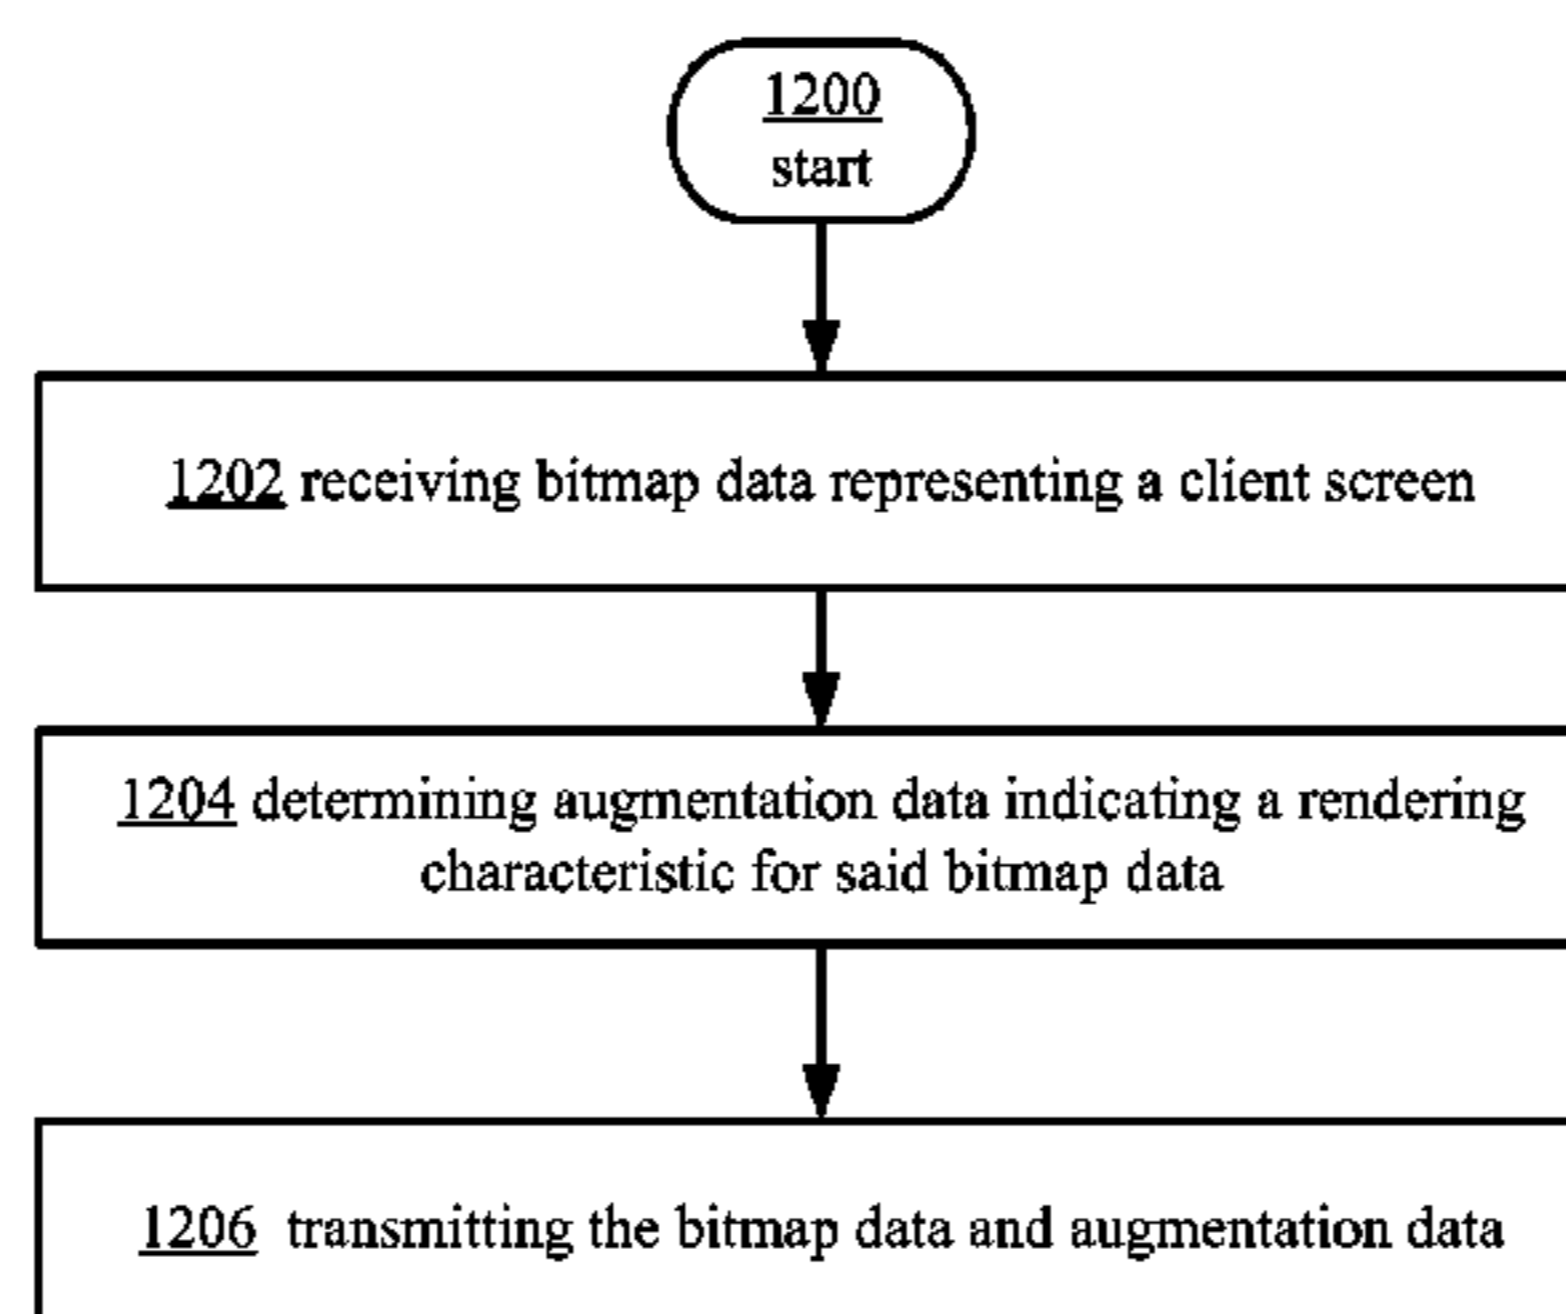 1200
start
1202 receiving bitmap data representing a client screen
1204 determining augmentation data indicating a rendering
characteristic for said bitmap data
1206 transmitting the bitmap data and augmentation data